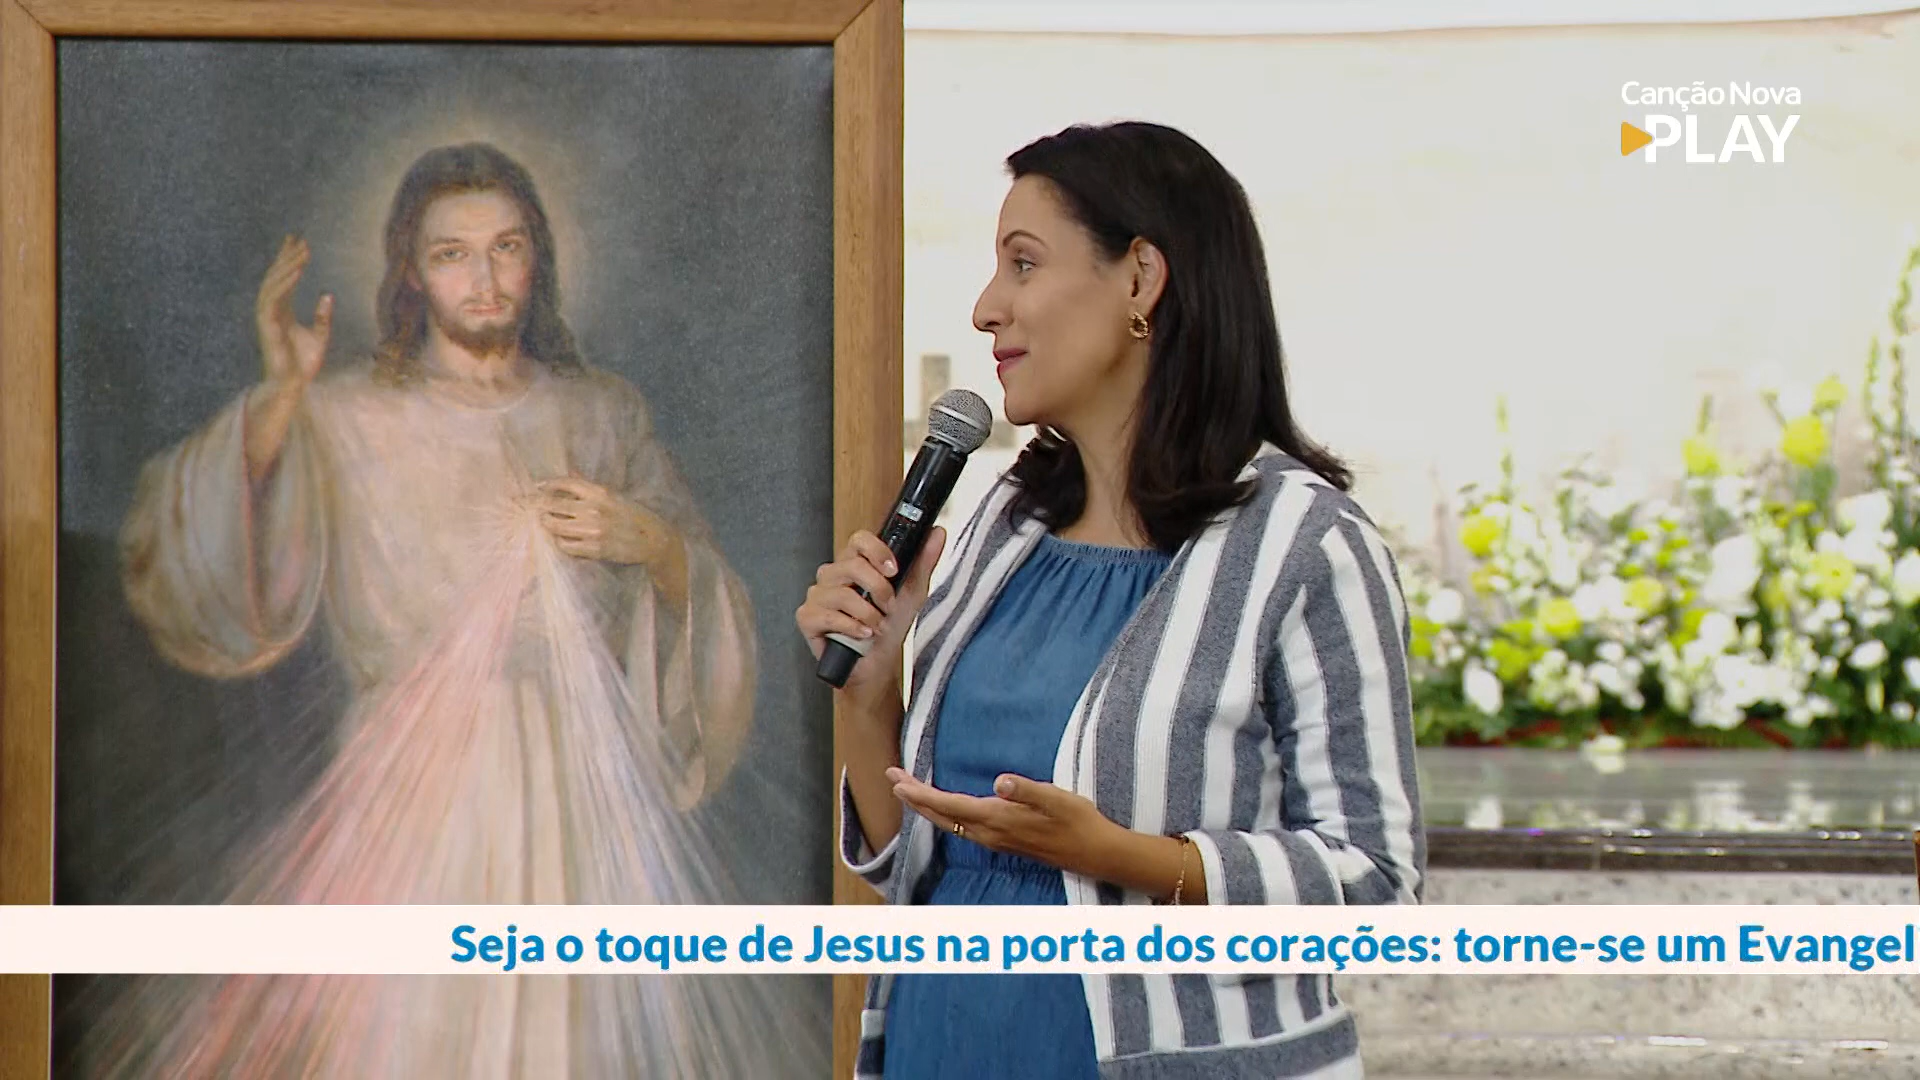 Canção Nova
PLAY
Seja o toque de Jesus na porta dos corações: torne-se um Evangel